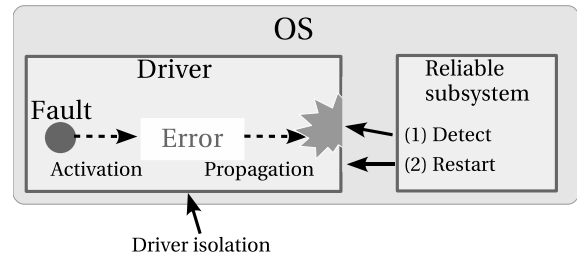 OS
Driver
Fault
Error
Activation
Propagation
Reliable
subsystem
(1) Detect
(2) Restart
Driver isolation